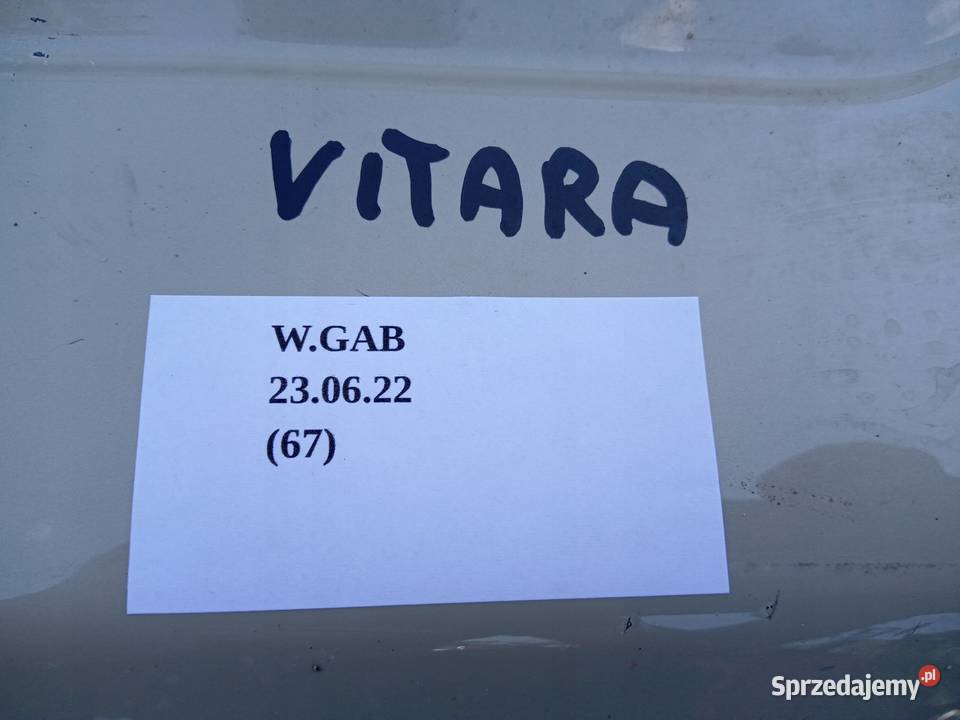 VITARA
W.GAB
23.06.22
(67)
Sprzedajemy.pl